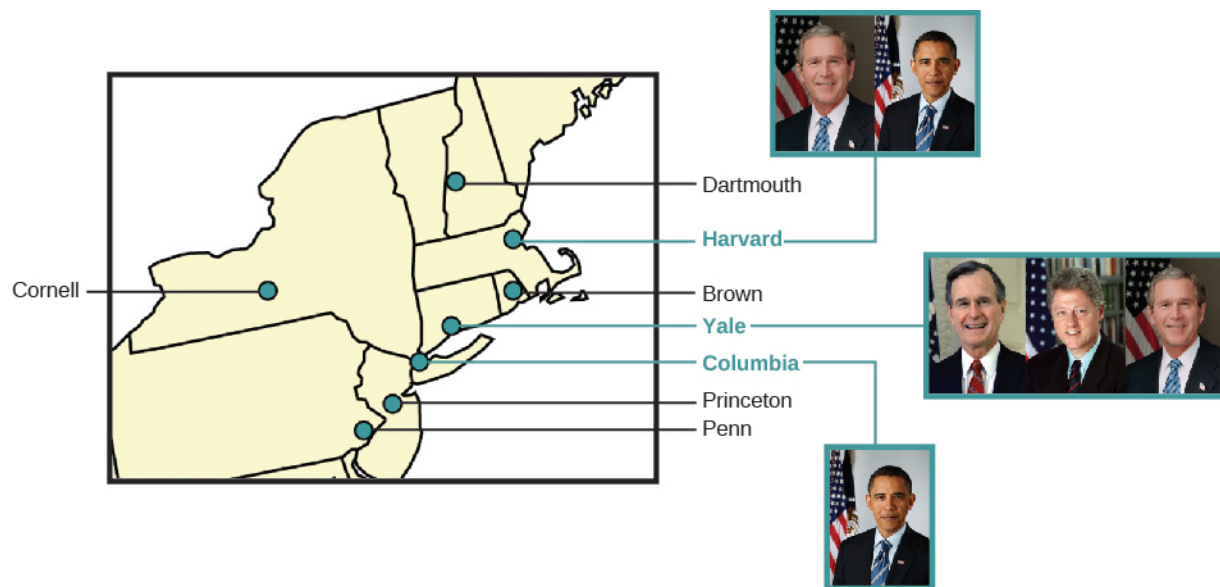 Dartmouth
Harvard
Cornell
Brown
Yale
Columbia
Princeton
Penn